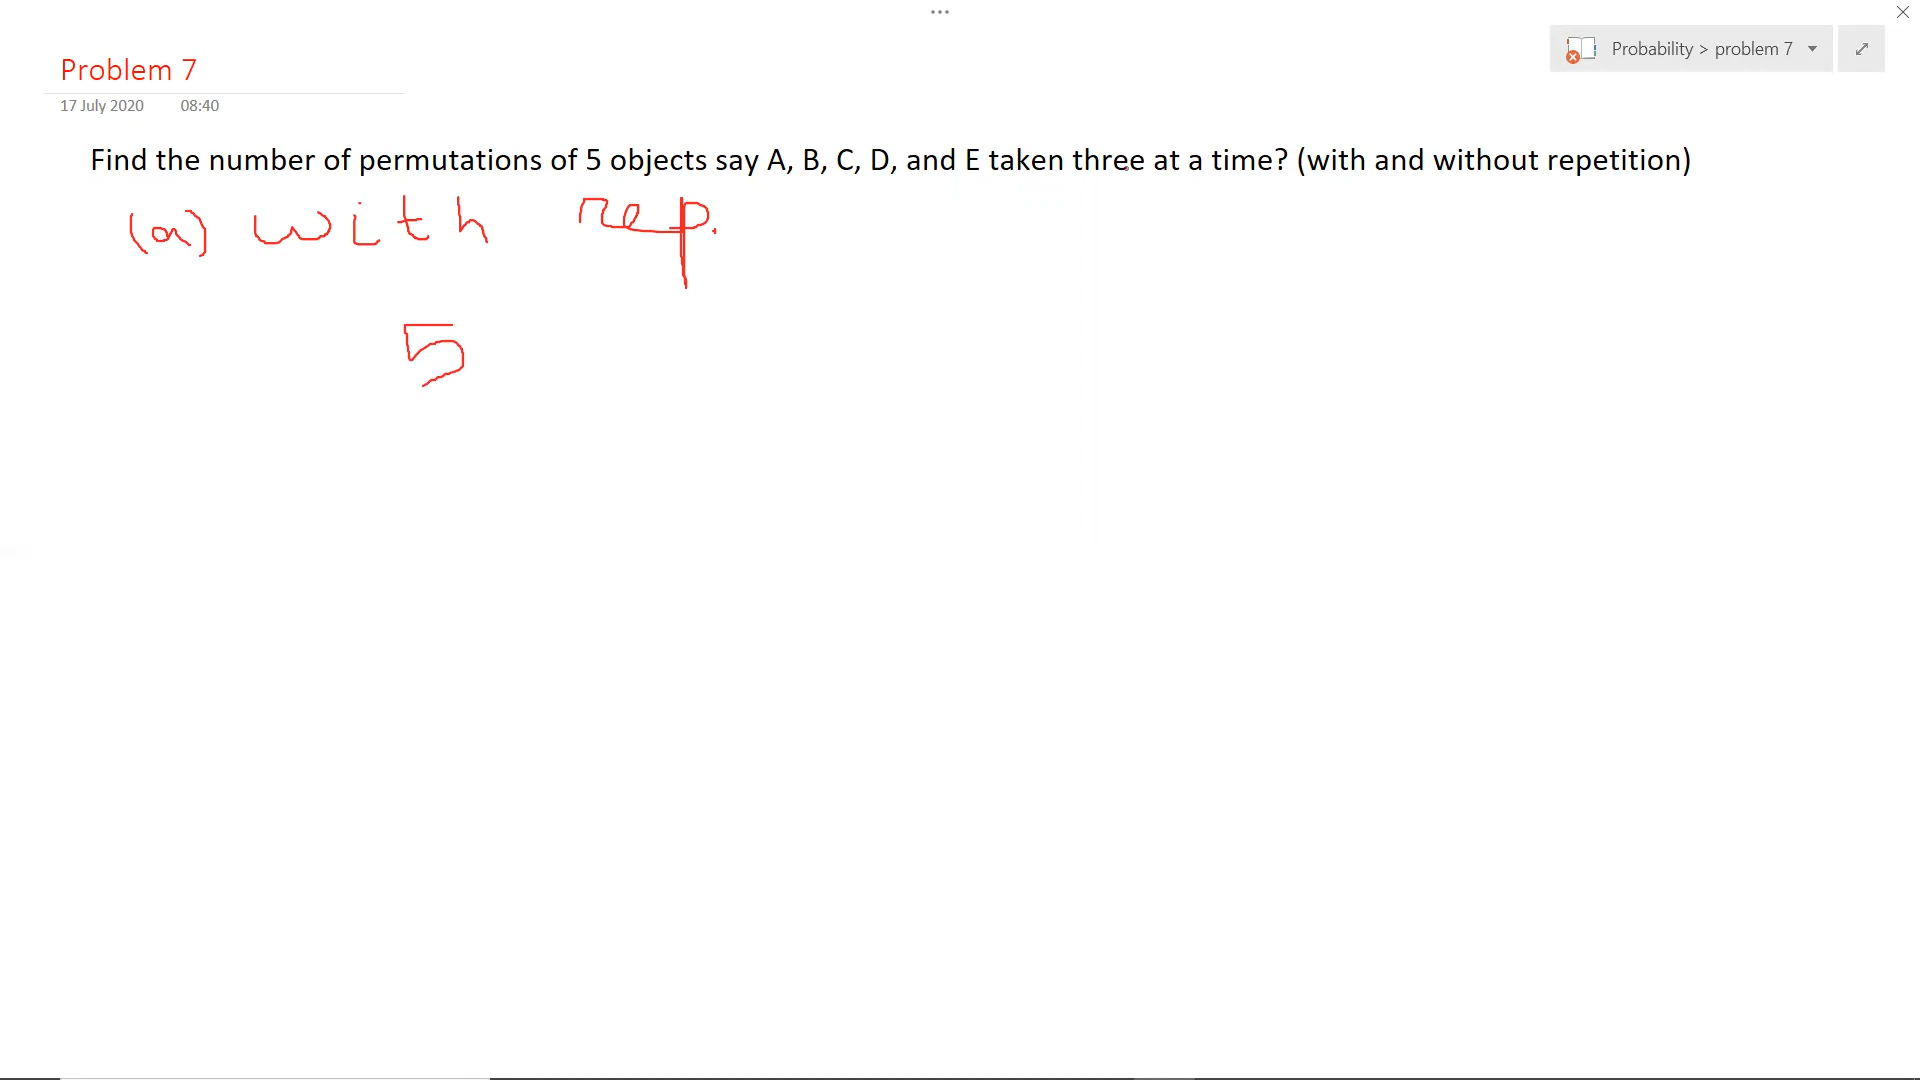 Probability > problem 7
Problem 7
17 July 2020 08:40
Find the number of permutations of 5 objects say A, B, C, D, and E taken three at a time? (with and without repetition)
(a) with rep.
5